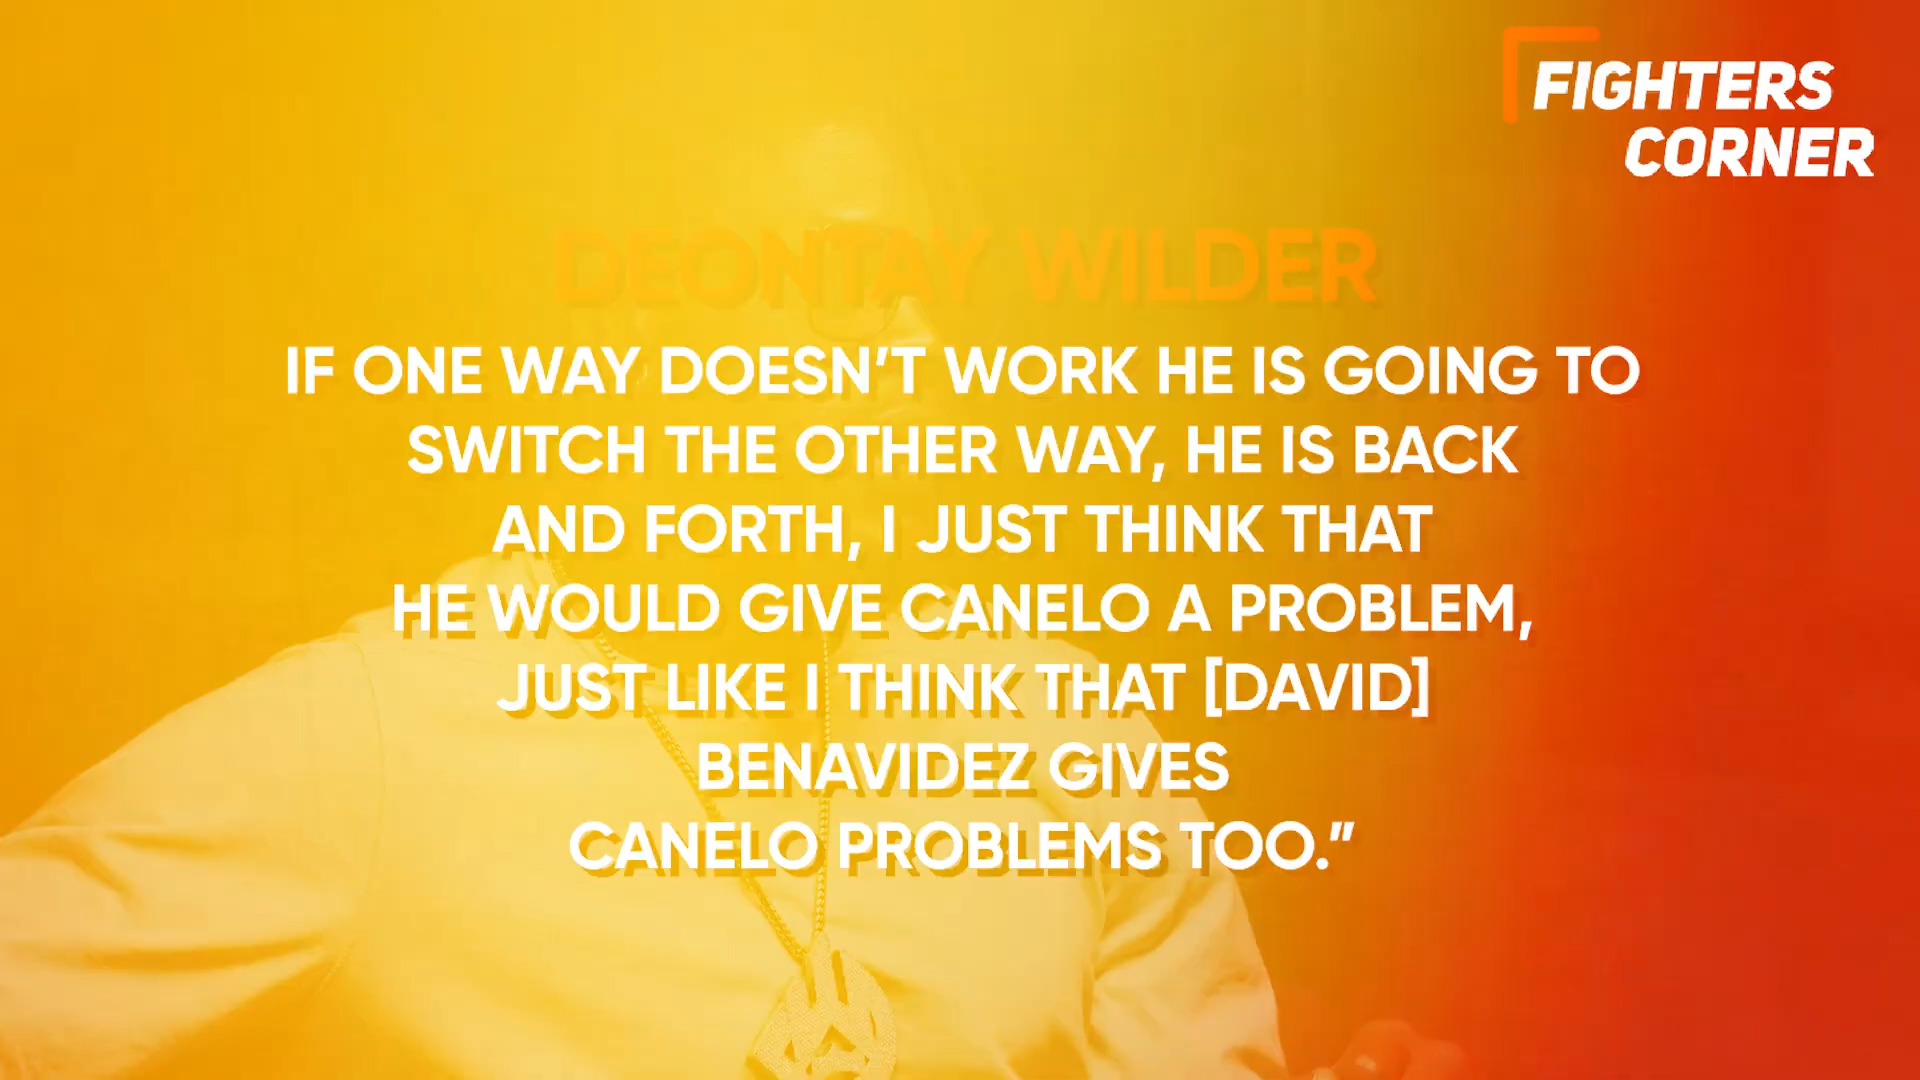 FIGHTERS
CORNER
DEONTAY WILDER
IF ONE WAY DOESN’T WORK HE IS GOING TO
SWITCH THE OTHER WAY, HE IS BACK
AND FORTH, I JUST THINK THAT
HE WOULD GIVE CANELO A PROBLEM,
JUST LIKE I THINK THAT [DAVID]
BENAVIDEZ GIVES
CANELO PROBLEMS TOO.”